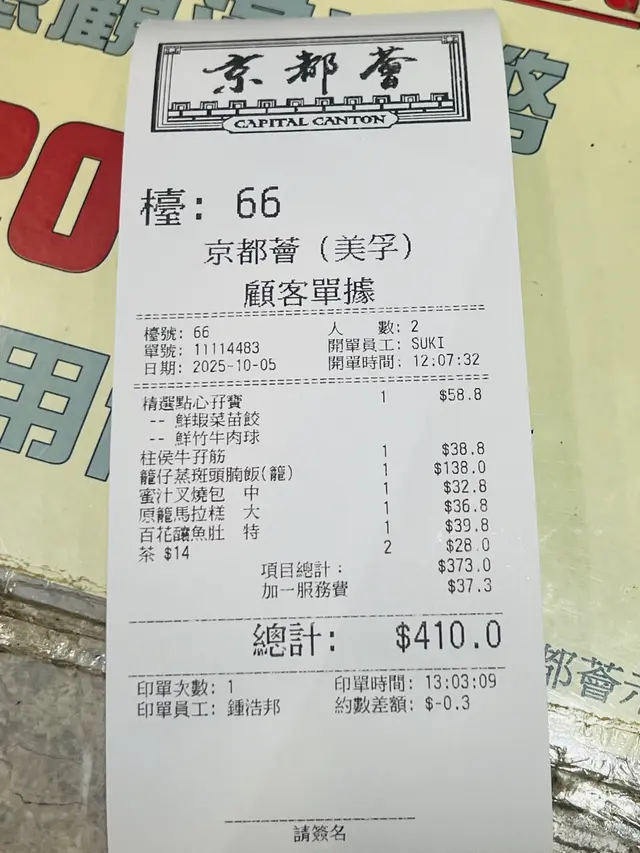 京都薈
CAPITAL CANTON
檯: 66
京都薈 (美孚)
顧客單據
檯號: 66 人 數: 2
單號: 11114483 開單員工: SUKI
日期: 2025-10-05 開單時間: 12:07:32
精選點心孖寶 1 $58.8
-- 鮮蝦菜苗餃
-- 鮮竹牛肉球
柱侯牛孖筋 1 $38.8
籠仔蒸斑頭腩飯(籠) 1 $138.0
蜜汁叉燒包 中 1 $32.8
原籠馬拉糕 大 1 $36.8
百花釀魚肚 特 1 $39.8
茶 $14 2 $28.0
項目總計: $373.0
加一服務費 $37.3
總計: $410.0
印單次數: 1 印單時間: 13:03:09
印單員工: 鍾浩邦 約數差額: $-0.3
請簽名
都薈